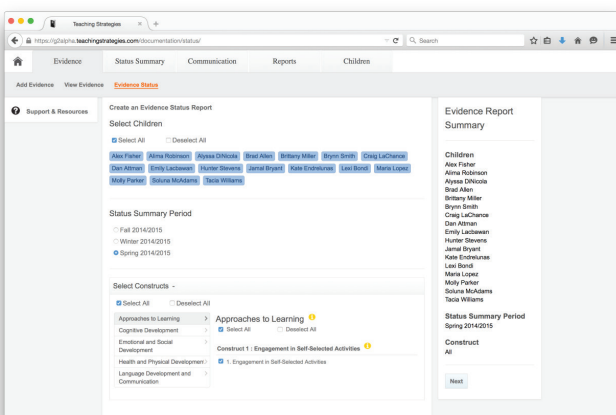 Teaching Strategies
https://g2alpha.teachingstrategies.com/documentation/status/
Search
Evidence Status Summary Communication Reports Children
Add Evidence View Evidence Evidence Status
Support & Resources
Create an Evidence Status Report
Select Children
Select All Deselect All
Alex Fisher Alima Robinson Alyssa DiNicola Brad Allen Brittany Miller Brynn Smith Craig LaChance
Dan Attman Emily Lacbawan Hunter Stevens Jamal Bryant Kate Endrelunas Lexi Bondi Maria Lopez
Molly Parker Soluna McAdams Tacia Williams
Status Summary Period
Fall 2014/2015
Winter 2014/2015
Spring 2014/2015
Select Constructs -
Select All Deselect All
Approaches to Learning >
Cognitive Development >
Emotional and Social >
Development
Health and Physical Development >
Language Development and >
Communication
Approaches to Learning
Select All Deselect All
Construct 1 : Engagement in Self-Selected Activities
1. Engagement in Self-Selected Activities
Evidence Report
Summary
Children
Alex Fisher
Alima Robinson
Alyssa DiNicola
Brad Allen
Brittany Miller
Brynn Smith
Craig LaChance
Dan Attman
Emily Lacbawan
Hunter Stevens
Jamal Bryant
Kate Endrelunas
Lexi Bondi
Maria Lopez
Molly Parker
Soluna McAdams
Tacia Williams
Status Summary Period
Spring 2014/2015
Construct
All
Next